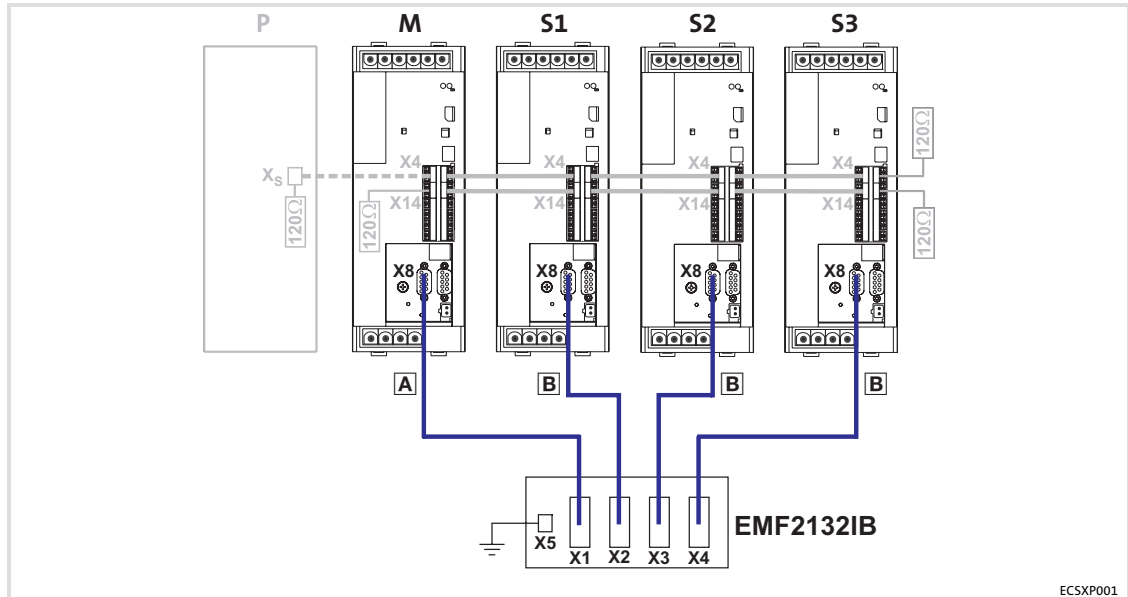 P M S1 S2 S3
X4 X4 X4 X4 120Ω
XS
X14 X14 X14 X14
120Ω 120Ω 120Ω
X8 X8 X8 X8
A B B B
EMF2132IB
X5 X1 X2 X3 X4
ECSXP001